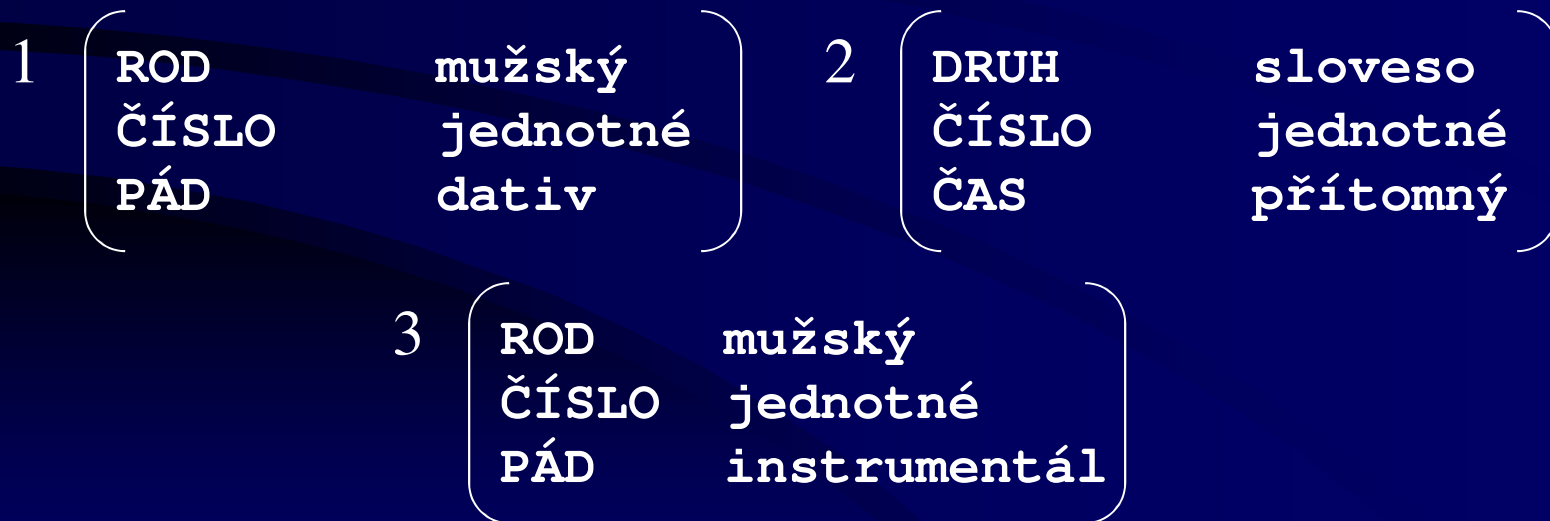 1 ROD mužský
ČÍSLO jednotné
PÁD dativ
2 DRUH sloveso
ČÍSLO jednotné
ČAS přítomný
3 ROD mužský
ČÍSLO jednotné
PÁD instrumentál